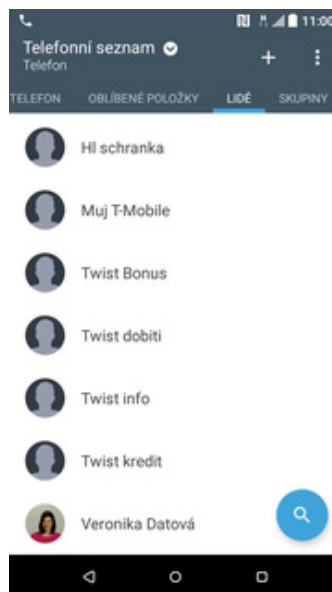 11:00
Telefonní seznam
Telefon
TELEFON OBLÍBENÉ POLOŽKY LIDÉ SKUPINY
Hl schranka
Muj T-Mobile
Twist Bonus
Twist dobiti
Twist info
Twist kredit
Veronika Datová